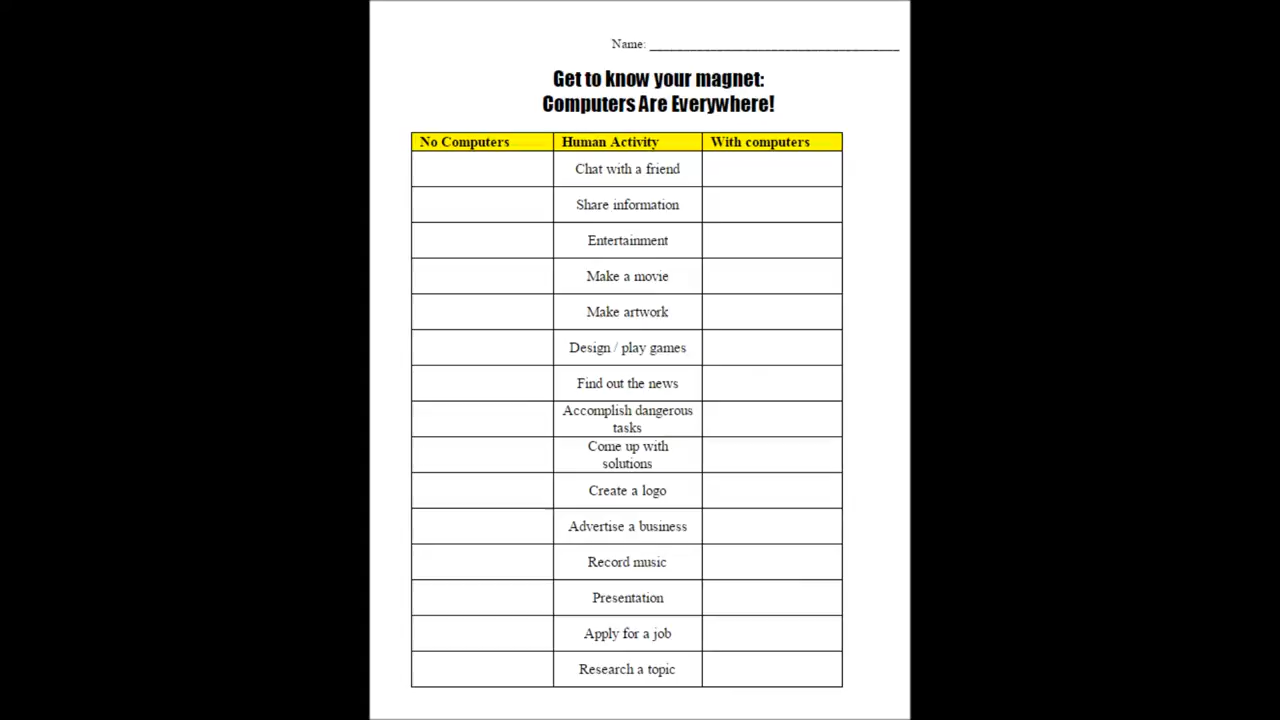 Name: ___________________________________
Get to know your magnet:
Computers Are Everywhere!
No Computers Human Activity With computers
Chat with a friend
Share information
Entertainment
Make a movie
Make artwork
Design / play games
Find out the news
Accomplish dangerous
tasks
Come up with
solutions
Create a logo
Advertise a business
Record music
Presentation
Apply for a job
Research a topic